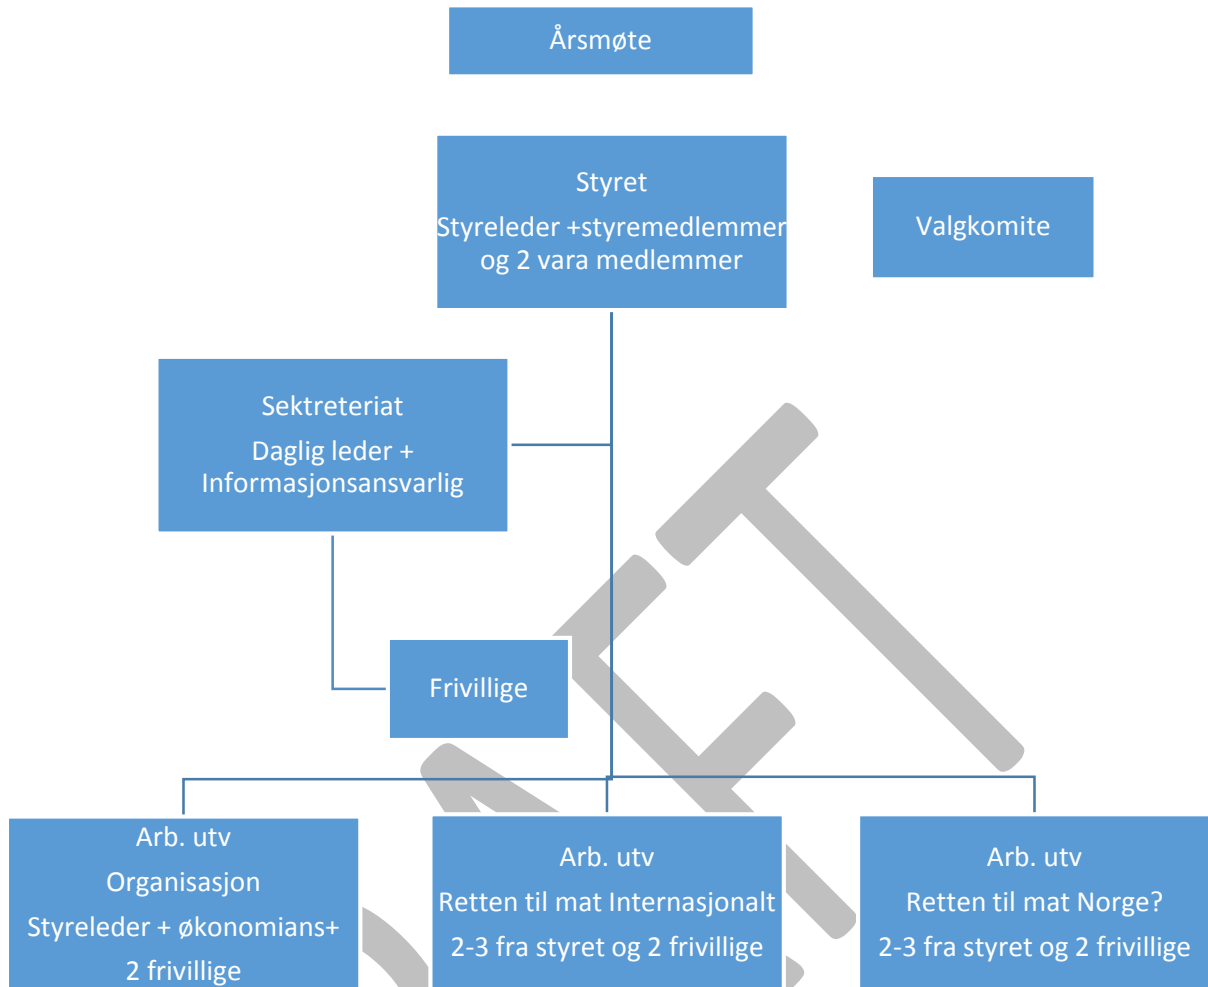 Årsmøte
Styret
Styreleder +styremedlemmer
og 2 vara medlemmer
Valgkomite
Sektreteriat
Daglig leder +
Informasjonsansvarlig
Frivillige
Arb. utv
Organisasjon
Styreleder + økonomians+
2 frivillige
Arb. utv
Retten til mat Internasjonalt
2-3 fra styret og 2 frivillige
Arb. utv
Retten til mat Norge?
2-3 fra styret og 2 frivillige